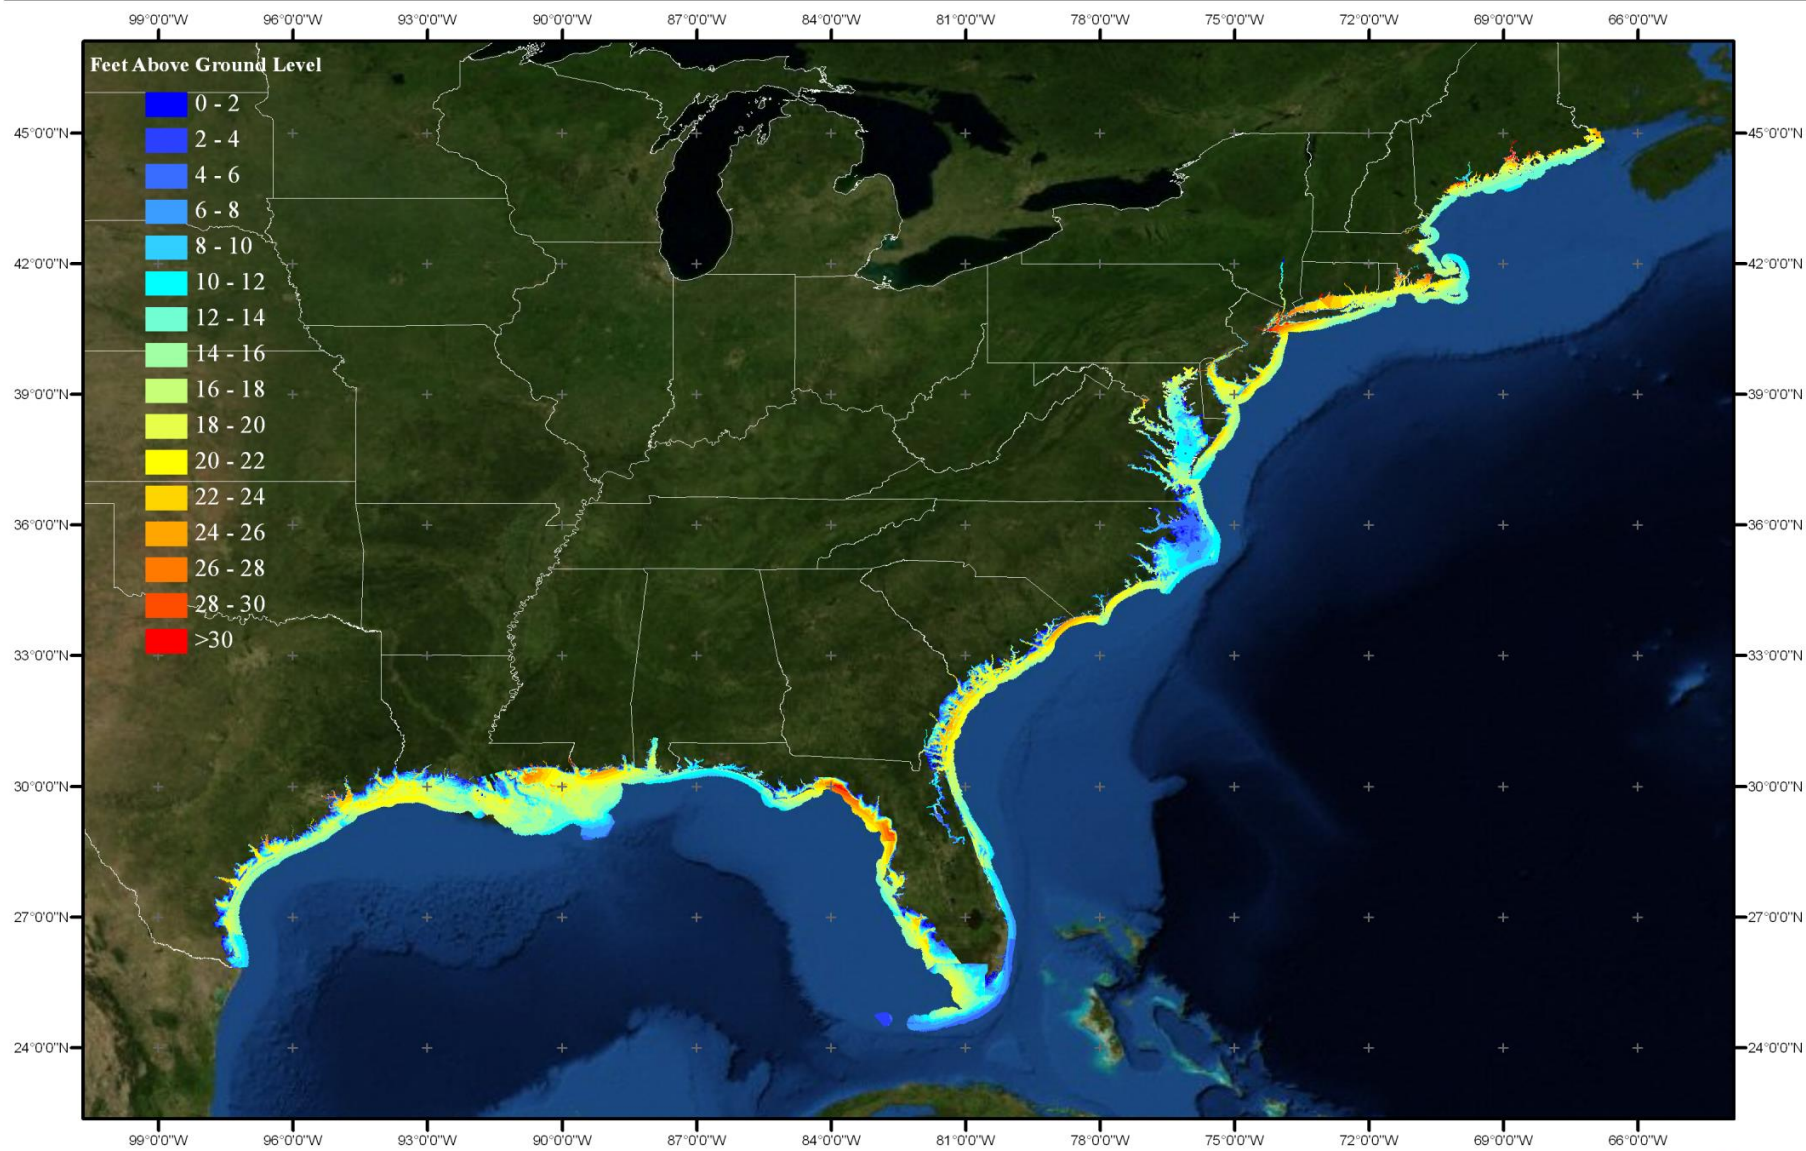 99°0'0"W 96°0'0"W 93°0'0"W 90°0'0"W 87°0'0"W 84°0'0"W 81°0'0"W 78°0'0"W 75°0'0"W 72°0'0"W 69°0'0"W 66°0'0"W
Feet Above Ground Level
0 - 2
2 - 4
4 - 6
6 - 8
8 - 10
10 - 12
12 - 14
14 - 16
16 - 18
18 - 20
20 - 22
22 - 24
24 - 26
26 - 28
28 - 30
>30
45°0'0"N 45°0'0"N
42°0'0"N 42°0'0"N
39°0'0"N 39°0'0"N
36°0'0"N 36°0'0"N
33°0'0"N 33°0'0"N
30°0'0"N 30°0'0"N
27°0'0"N 27°0'0"N
24°0'0"N 24°0'0"N
99°0'0"W 96°0'0"W 93°0'0"W 90°0'0"W 87°0'0"W 84°0'0"W 81°0'0"W 78°0'0"W 75°0'0"W 72°0'0"W 69°0'0"W 66°0'0"W